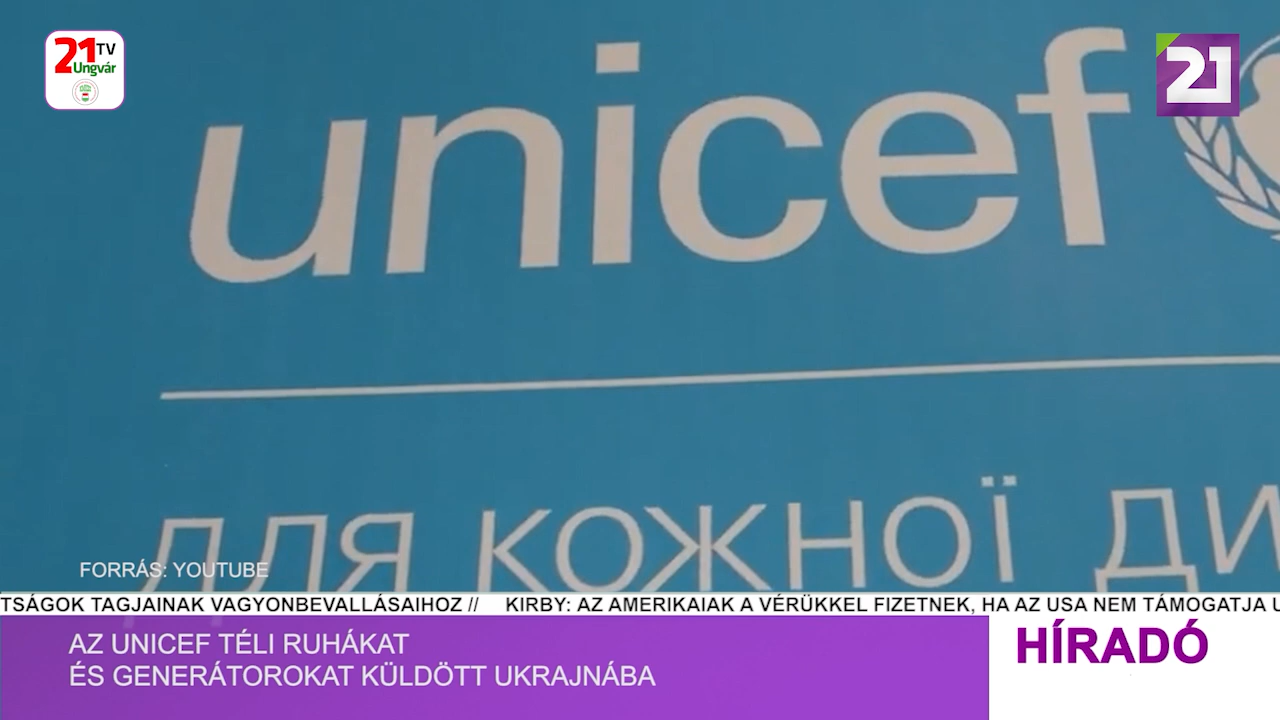 21 TV
Ungvár
21
unicef
для кожної ди
FORRÁS: YOUTUBE
TSÁGOK TAGJAINAK VAGYONBEVALLÁSAIHOZ // KIRBY: AZ AMERIKAIAK A VÉRÜKKEL FIZETNEK, HA AZ USA NEM TÁMOGATJA U
AZ UNICEF TÉLI RUHÁKAT
ÉS GENERÁTOROKAT KÜLDÖTT UKRAJNÁBA
HÍRADÓ